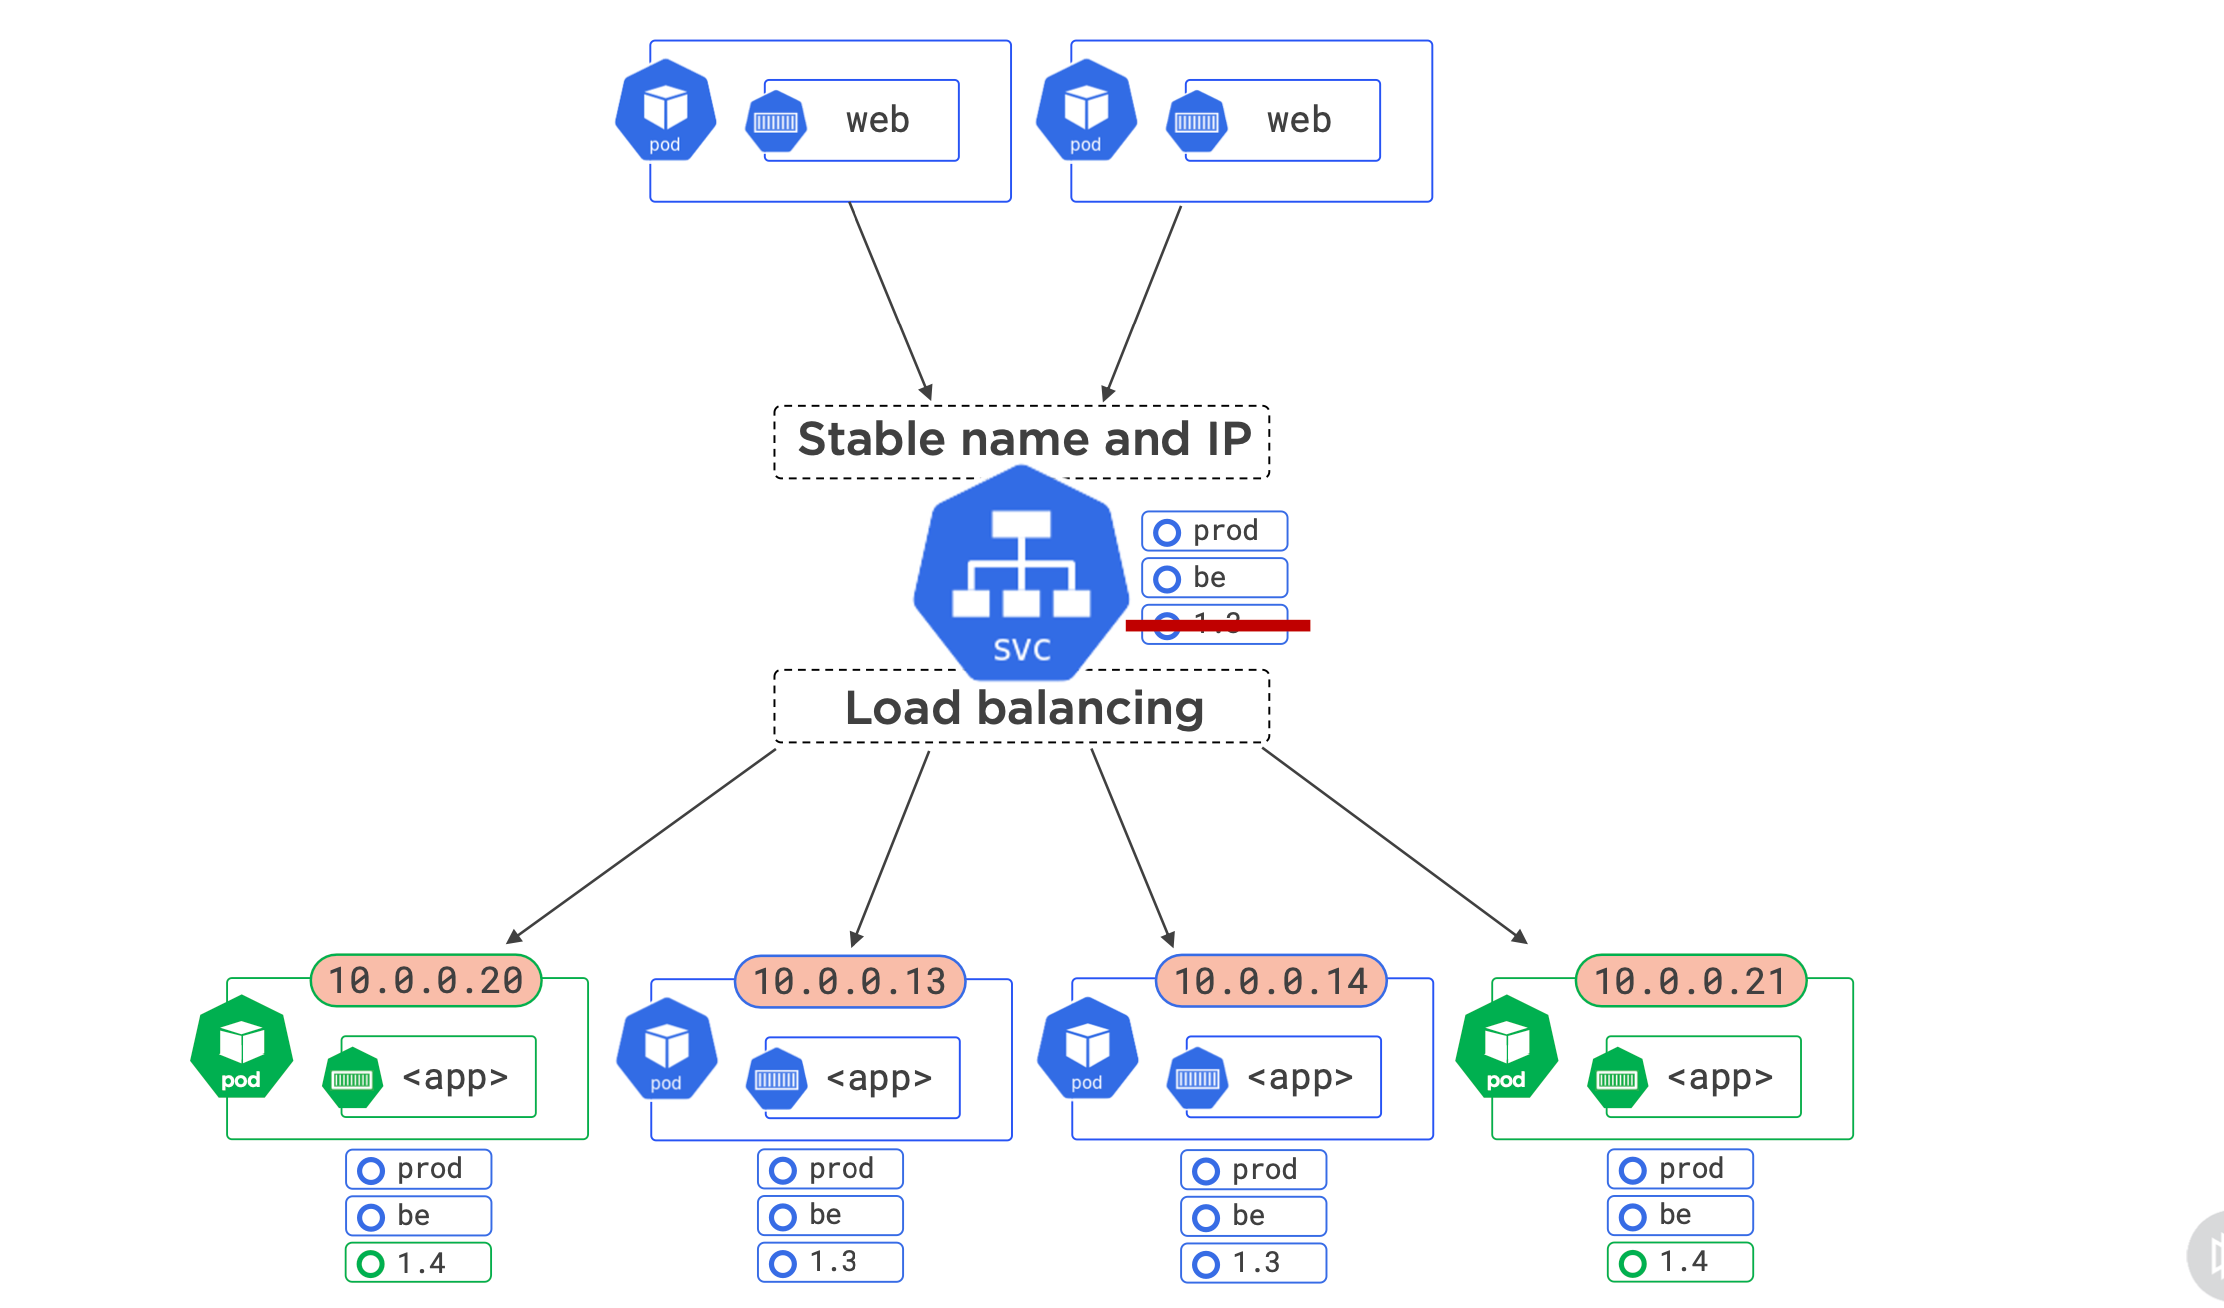 pod
web
pod
web
Stable name and IP
prod
be
1.3
svc
Load balancing
10.0.0.20
pod
<app>
prod
be
1.4
10.0.0.13
pod
<app>
prod
be
1.3
10.0.0.14
pod
<app>
prod
be
1.3
10.0.0.21
pod
<app>
prod
be
1.4